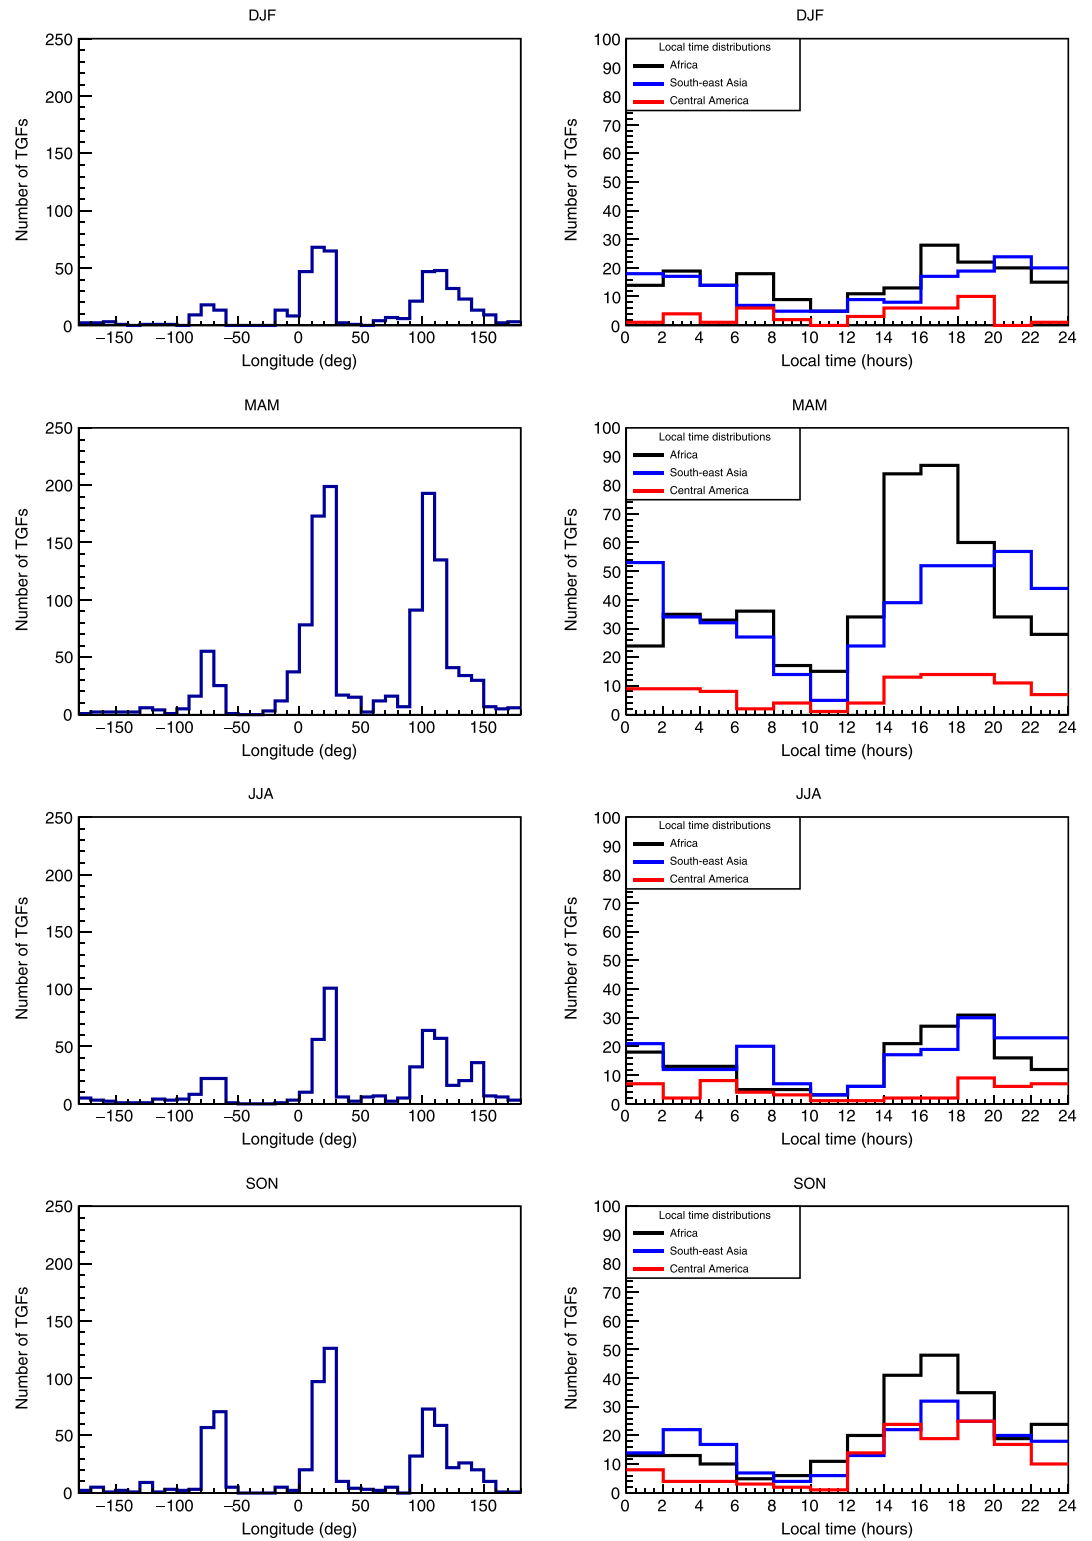 DJF
250
200
150
100
50
0
Number of TGFs
−150 −100 −50 0 50 100 150
Longitude (deg)
DJF
100
90
80
70
60
50
40
30
20
10
0
Number of TGFs
Local time distributions
Africa
South-east Asia
Central America
0 2 4 6 8 10 12 14 16 18 20 22 24
Local time (hours)
MAM
250
200
150
100
50
0
Number of TGFs
−150 −100 −50 0 50 100 150
Longitude (deg)
MAM
100
90
80
70
60
50
40
30
20
10
0
Number of TGFs
Local time distributions
Africa
South-east Asia
Central America
0 2 4 6 8 10 12 14 16 18 20 22 24
Local time (hours)
JJA
250
200
150
100
50
0
Number of TGFs
−150 −100 −50 0 50 100 150
Longitude (deg)
JJA
100
90
80
70
60
50
40
30
20
10
0
Number of TGFs
Local time distributions
Africa
South-east Asia
Central America
0 2 4 6 8 10 12 14 16 18 20 22 24
Local time (hours)
SON
250
200
150
100
50
0
Number of TGFs
−150 −100 −50 0 50 100 150
Longitude (deg)
SON
100
90
80
70
60
50
40
30
20
10
0
Number of TGFs
Local time distributions
Africa
South-east Asia
Central America
0 2 4 6 8 10 12 14 16 18 20 22 24
Local time (hours)